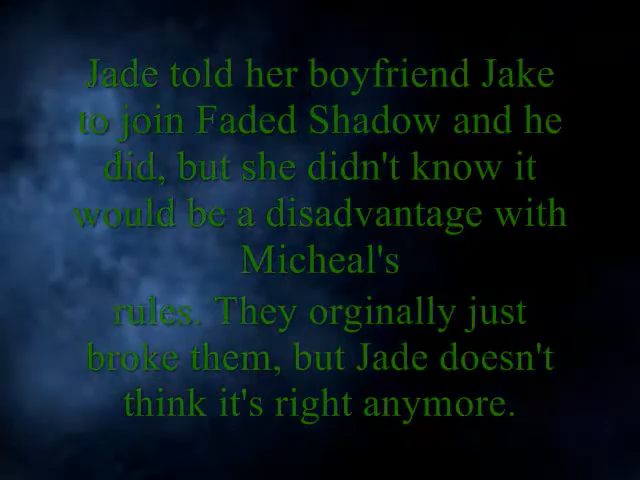 Jade told her boyfriend Jake
to join Faded Shadow and he
did, but she didn't know it
would be a disadvantage with
Micheal's
rules. They orginally just
broke them, but Jade doesn't
think it's right anymore.